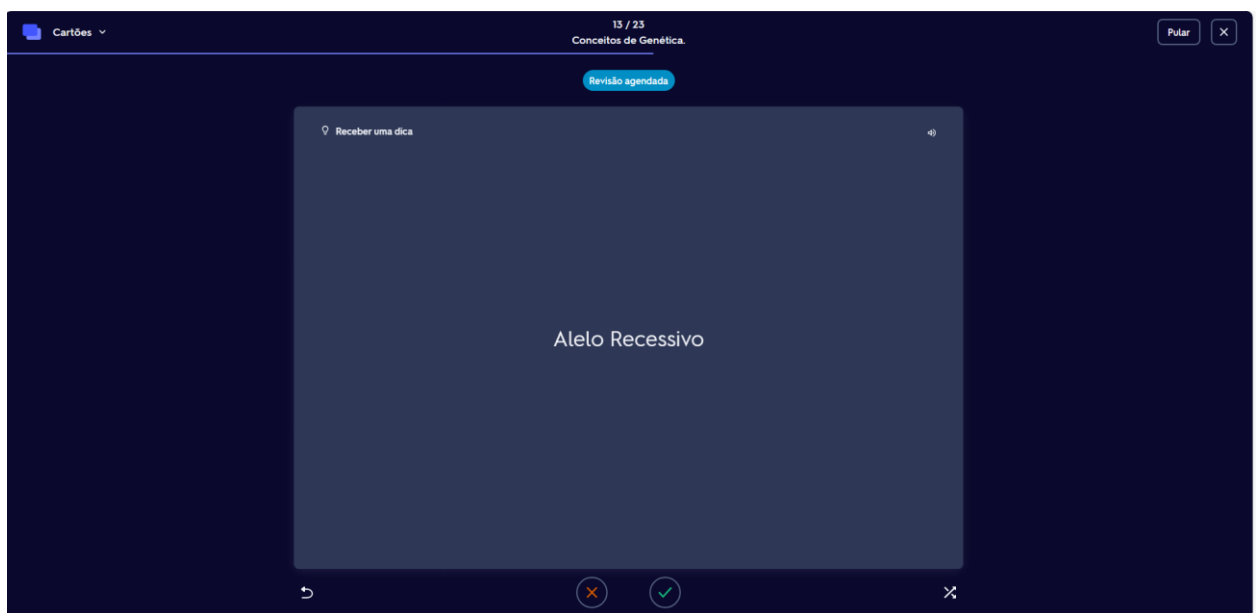 Cartões
13 / 23
Conceitos de Genética.
Pular
Revisão agendada
Receber uma dica
Alelo Recessivo